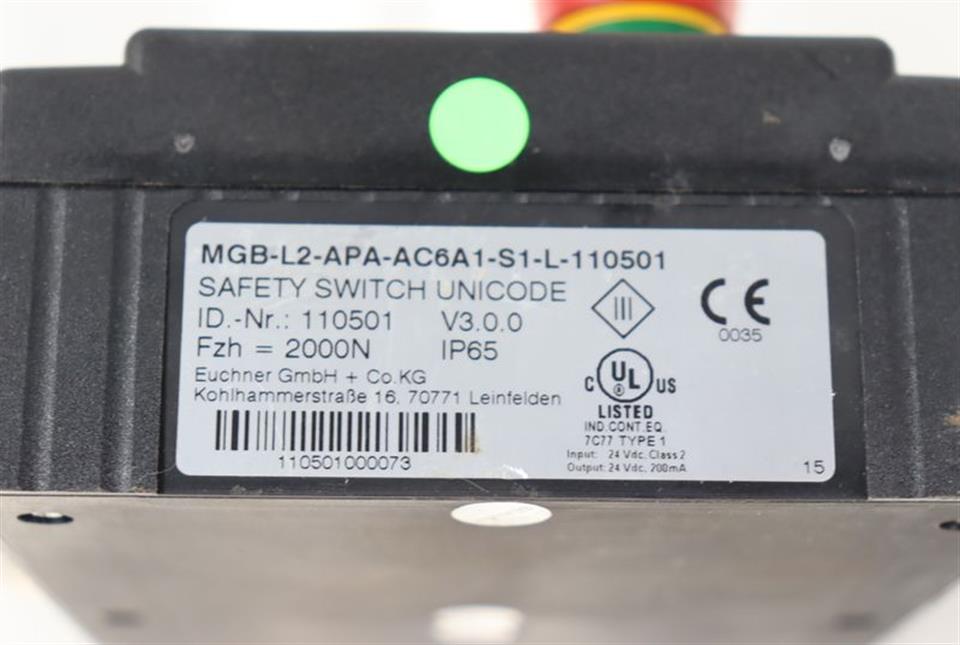 MGB-L2-APA-AC6A1-S1-L-110501
SAFETY SWITCH UNICODE
ID.-Nr.: 110501 V3.0.0
Fzh = 2000N IP65
Euchner GmbH + Co.KG
Kohlhammerstraße 16, 70771 Leinfelden
110501000073
III
CE
0035
C UL US
LISTED
IND.CONT.EQ.
7C77 TYPE 1
Input: 24 Vdc, Class 2
Output: 24 Vdc, 200mA
15